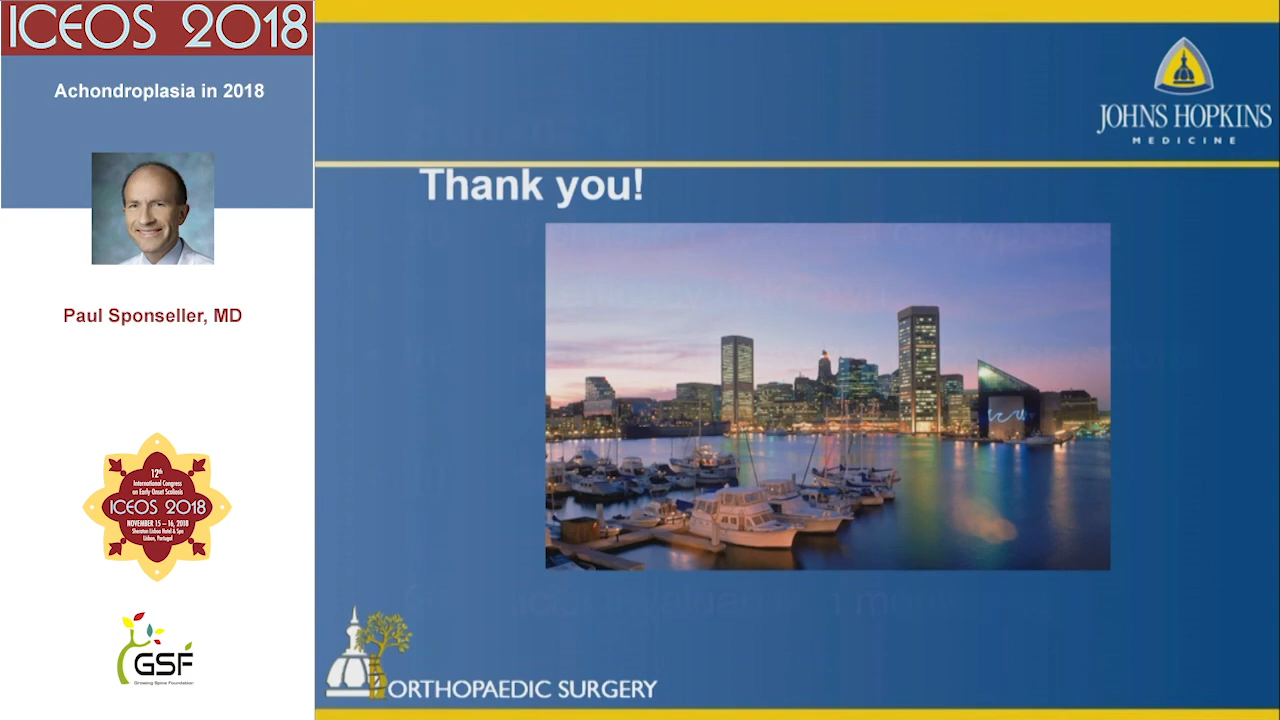 ICEOS 2018
Achondroplasia in 2018
Paul Sponseller, MD
12th
International Congress
on Early Onset Scoliosis
ICEOS 2018
NOVEMBER 15 – 16, 2018
Sheraton Lisboa Hotel & Spa
Lisbon, Portugal
GSF
Growing Spine Foundation
JOHNS HOPKINS
MEDICINE
Thank you!
ORTHOPAEDIC SURGERY